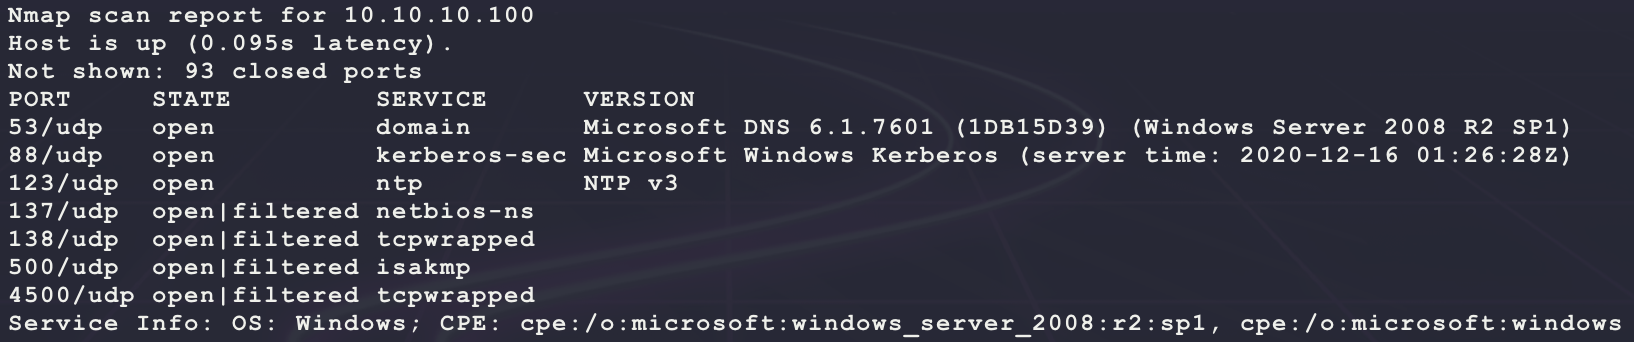 Nmap scan report for 10.10.10.100
Host is up (0.095s latency).
Not shown: 93 closed ports
PORT     STATE         SERVICE      VERSION
53/udp   open          domain       Microsoft DNS 6.1.7601 (1DB15D39) (Windows Server 2008 R2 SP1)
88/udp   open          kerberos-sec Microsoft Windows Kerberos (server time: 2020-12-16 01:26:28Z)
123/udp  open          ntp          NTP v3
137/udp  open|filtered netbios-ns
138/udp  open|filtered tcpwrapped
500/udp  open|filtered isakmp
4500/udp open|filtered tcpwrapped
Service Info: OS: Windows; CPE: cpe:/o:microsoft:windows_server_2008:r2:sp1, cpe:/o:microsoft:windows